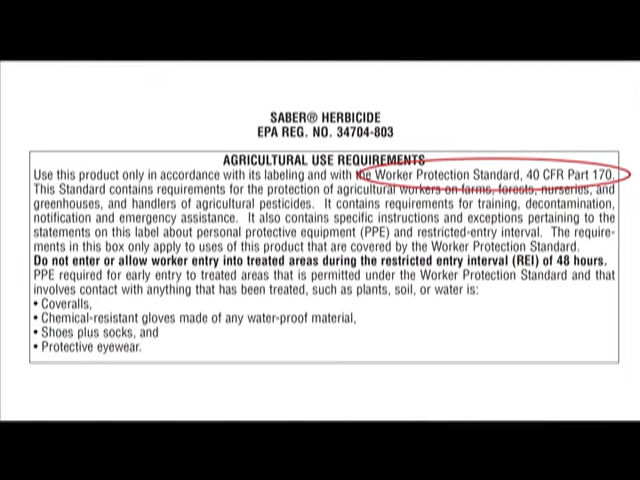 SABER® HERBICIDE
EPA REG. NO. 34704-803
AGRICULTURAL USE REQUIREMENTS
Use this product only in accordance with its labeling and with the Worker Protection Standard, 40 CFR Part 170.
This Standard contains requirements for the protection of agricultural workers on farms, forests, nurseries, and
greenhouses, and handlers of agricultural pesticides. It contains requirements for training, decontamination,
notification and emergency assistance. It also contains specific instructions and exceptions pertaining to the
statements on this label about personal protective equipment (PPE) and restricted-entry interval. The require-
ments in this box only apply to uses of this product that are covered by the Worker Protection Standard.
Do not enter or allow worker entry into treated areas during the restricted entry interval (REI) of 48 hours.
PPE required for early entry to treated areas that is permitted under the Worker Protection Standard and that
involves contact with anything that has been treated, such as plants, soil, or water is:
• Coveralls,
• Chemical-resistant gloves made of any water-proof material,
• Shoes plus socks, and
• Protective eyewear.